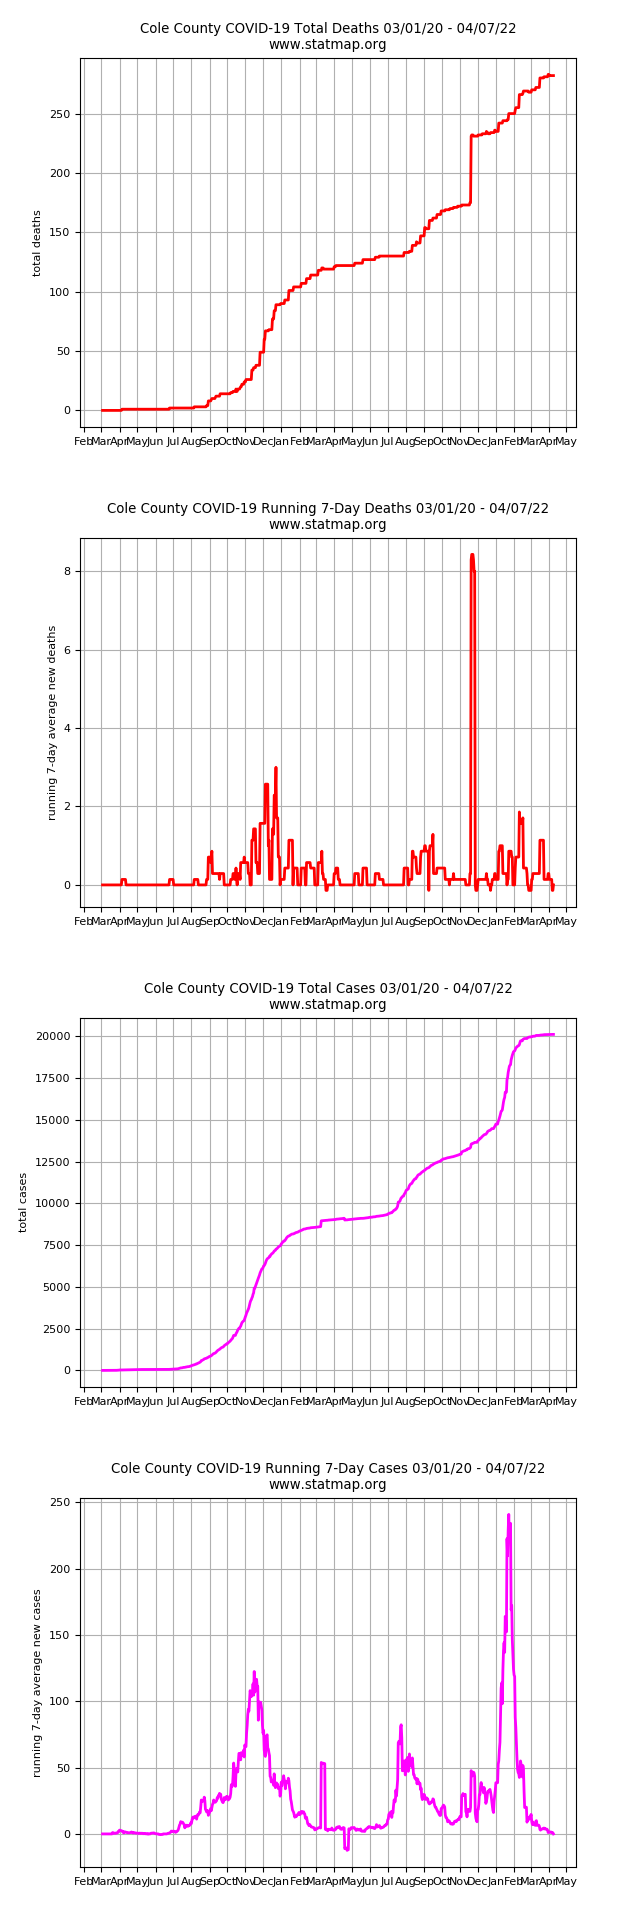 Cole County COVID-19 Total Deaths 03/01/20 - 04/07/22
www.statmap.org
250
200
150
100
50
0
total deaths
Feb Mar Apr May Jun Jul Aug Sep Oct Nov Dec Jan Feb Mar Apr May Jun Jul Aug Sep Oct Nov Dec Jan Feb Mar Apr May
Cole County COVID-19 Running 7-Day Deaths 03/01/20 - 04/07/22
www.statmap.org
8
6
4
2
0
running 7-day average new deaths
Feb Mar Apr May Jun Jul Aug Sep Oct Nov Dec Jan Feb Mar Apr May Jun Jul Aug Sep Oct Nov Dec Jan Feb Mar Apr May
Cole County COVID-19 Total Cases 03/01/20 - 04/07/22
www.statmap.org
20000
17500
15000
12500
10000
7500
5000
2500
0
total cases
Feb Mar Apr May Jun Jul Aug Sep Oct Nov Dec Jan Feb Mar Apr May Jun Jul Aug Sep Oct Nov Dec Jan Feb Mar Apr May
Cole County COVID-19 Running 7-Day Cases 03/01/20 - 04/07/22
www.statmap.org
250
200
150
100
50
0
running 7-day average new cases
Feb Mar Apr May Jun Jul Aug Sep Oct Nov Dec Jan Feb Mar Apr May Jun Jul Aug Sep Oct Nov Dec Jan Feb Mar Apr May